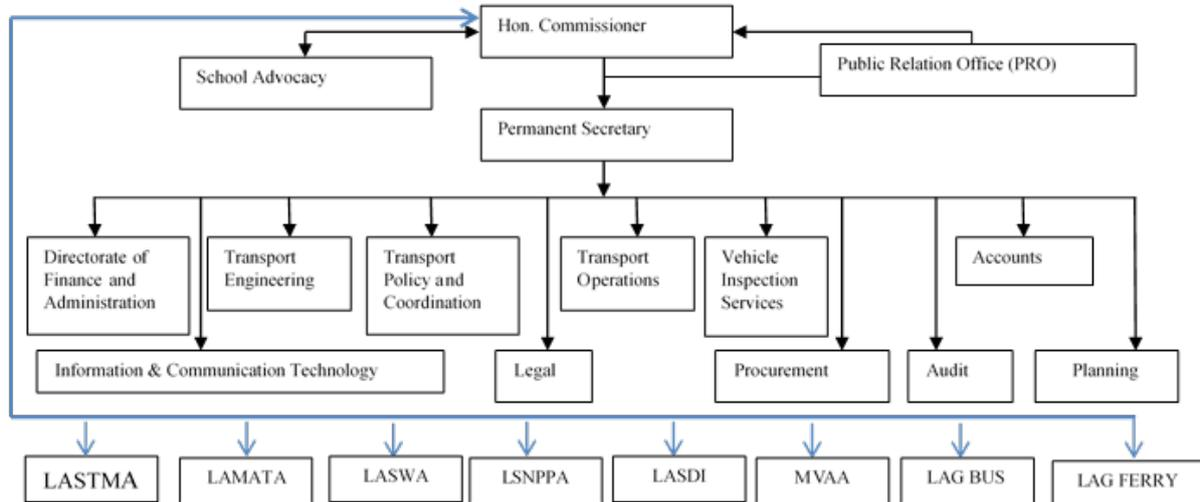 Hon. Commissioner
School Advocacy
Public Relation Office (PRO)
Permanent Secretary
Directorate of
Finance and
Administration
Transport
Engineering
Transport
Policy and
Coordination
Transport
Operations
Vehicle
Inspection
Services
Accounts
Information & Communication Technology
Legal
Procurement
Audit
Planning
LASTMA
LAMATA
LASWA
LSNPPA
LASDI
MVAA
LAG BUS
LAG FERRY